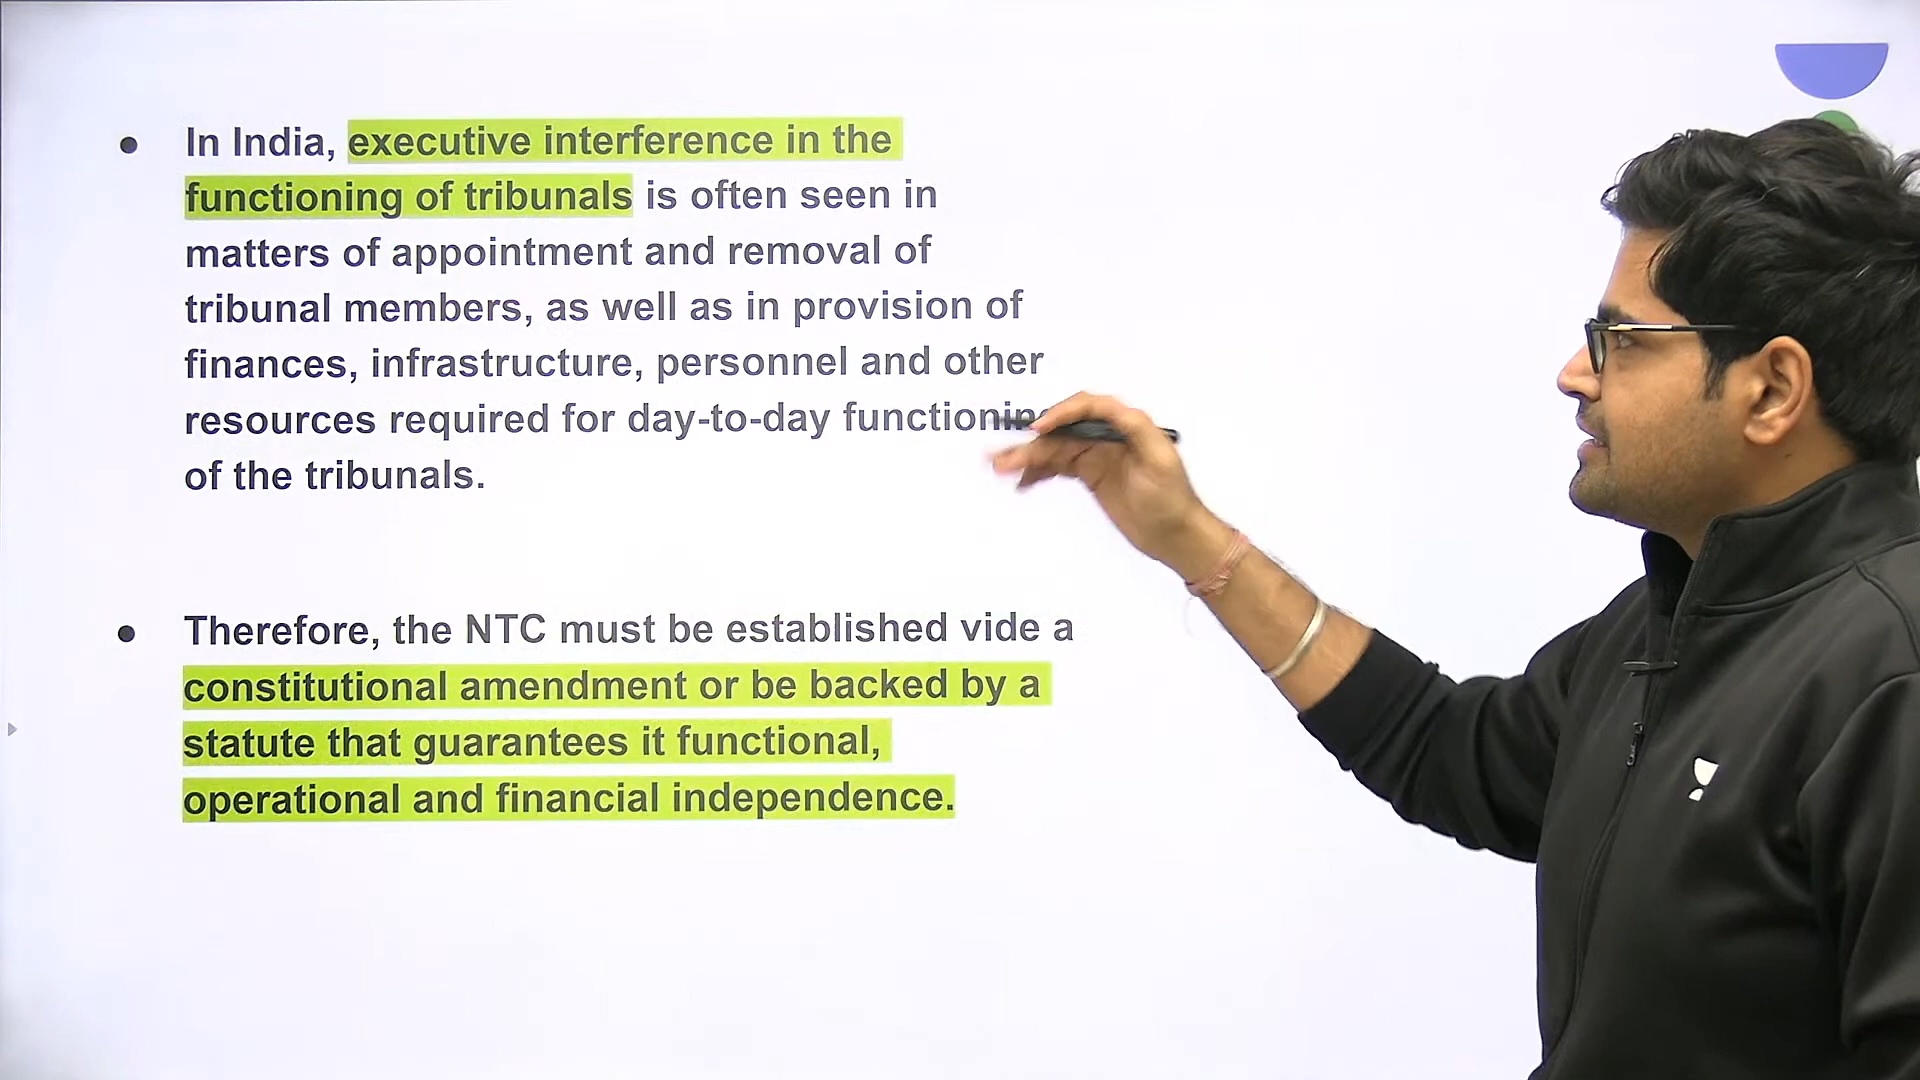 In India, executive interference in the
functioning of tribunals is often seen in
matters of appointment and removal of
tribunal members, as well as in provision of
finances, infrastructure, personnel and other
resources required for day-to-day functioning
of the tribunals.
Therefore, the NTC must be established vide a
constitutional amendment or be backed by a
statute that guarantees it functional,
operational and financial independence.